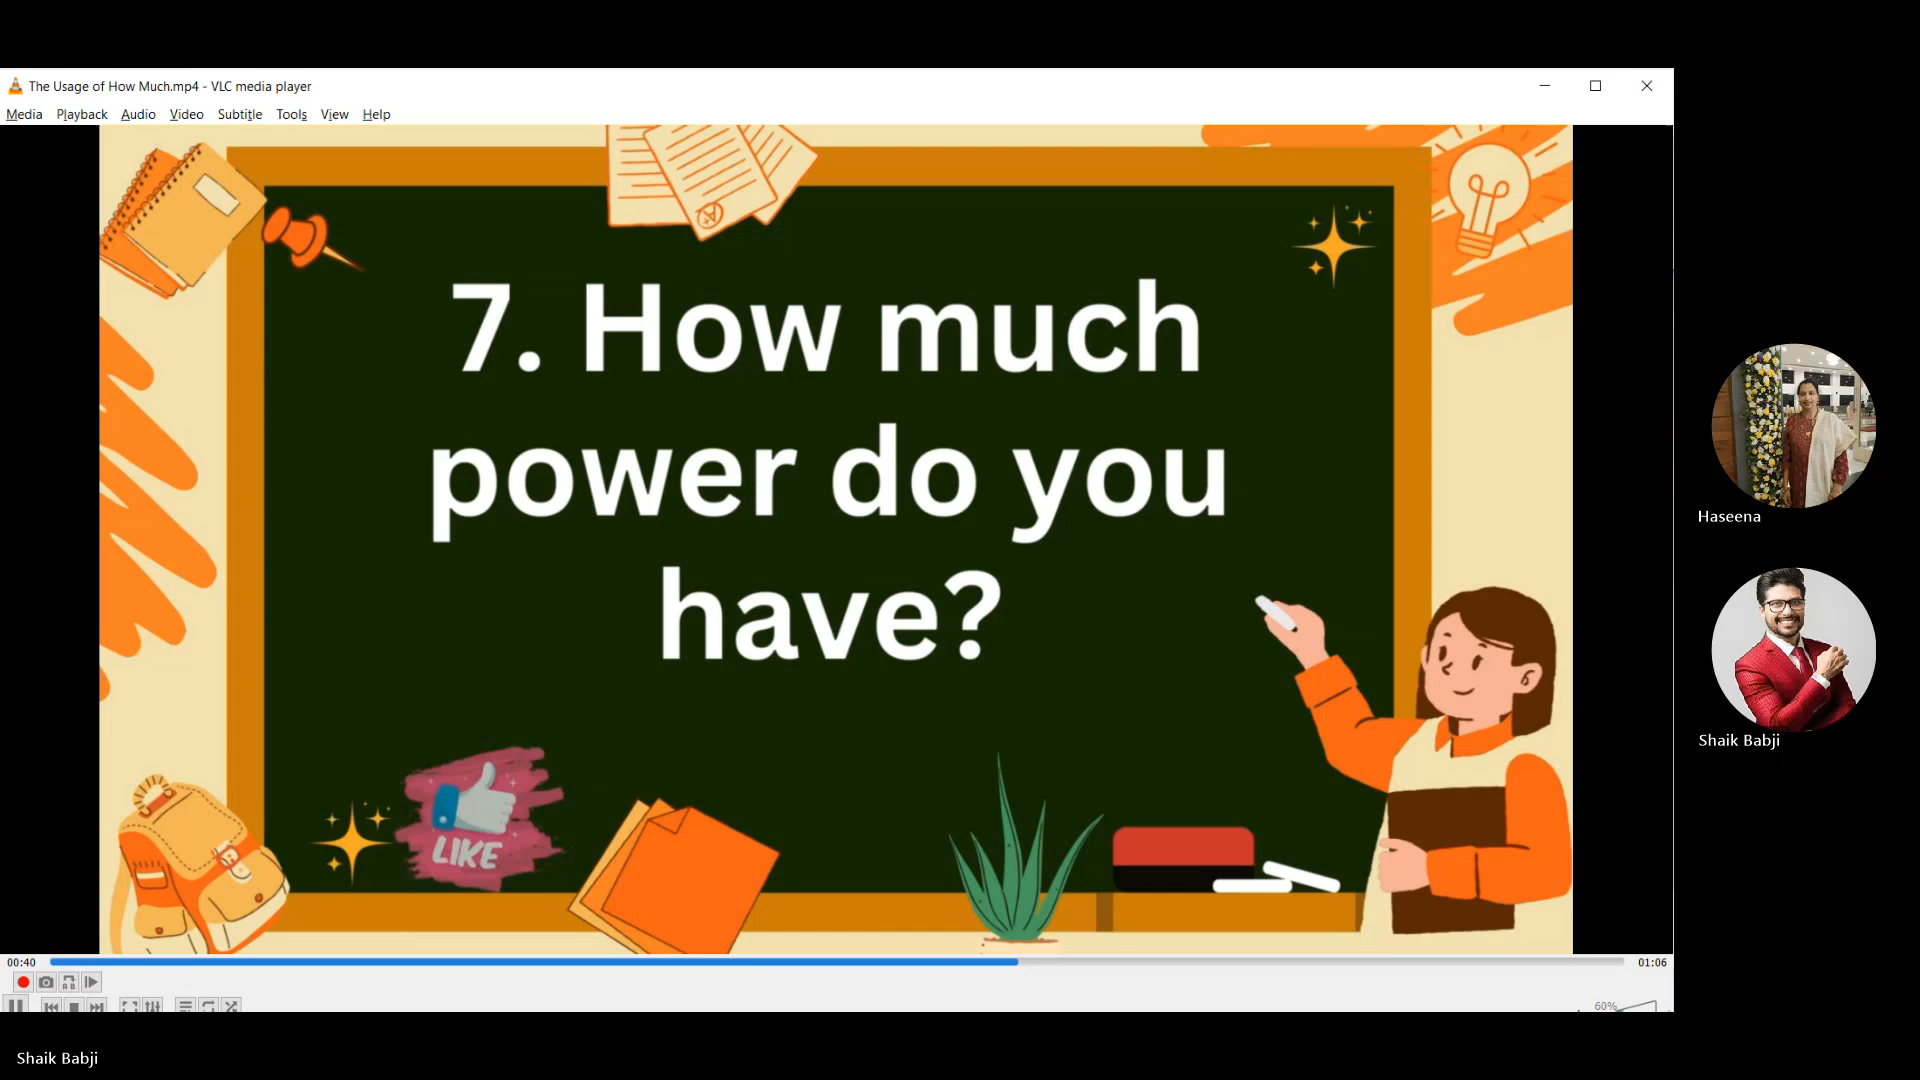 The Usage of How Much.mp4 - VLC media player
Media Playback Audio Video Subtitle Tools View Help
A+
7. How much
power do you
have?
LIKE
Haseena
Shaik Babji
00:40
01:06
A B
60%
Shaik Babji